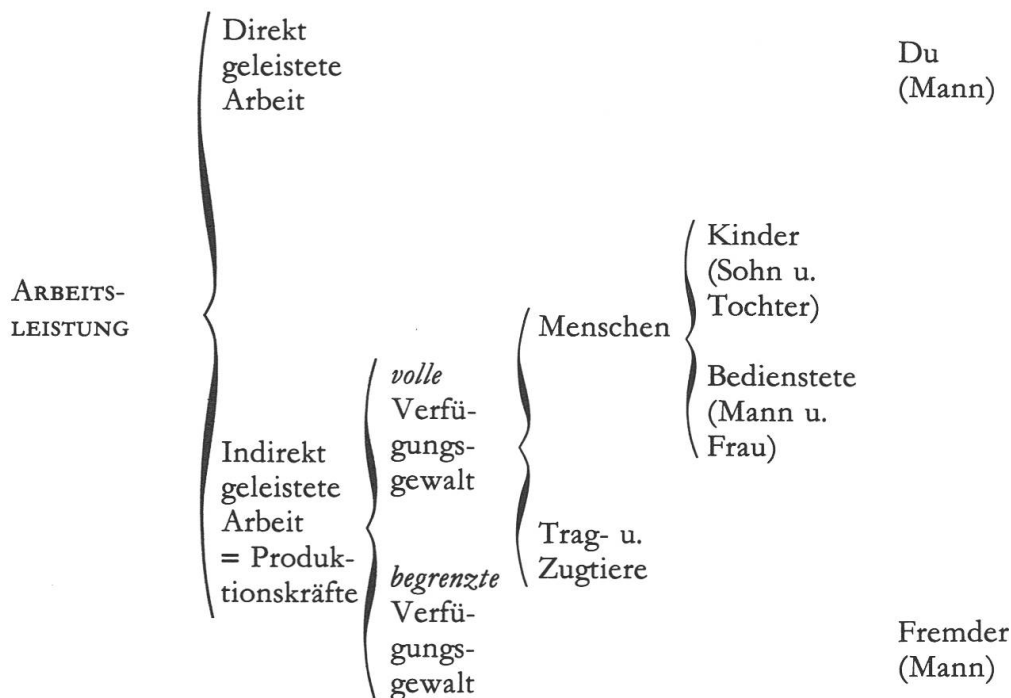 Direkt
geleistete
Arbeit
Du
(Mann)
ARBEITS-
LEISTUNG
Kinder
(Sohn u.
Tochter)
Menschen
Bedienstete
(Mann u.
Frau)
volle
Verfü-
gungs-
gewalt
Indirekt
geleistete
Arbeit
= Produk-
tionskräfte
Trag- u.
Zugtiere
begrenzte
Verfü-
gungs-
gewalt
Fremder
(Mann)